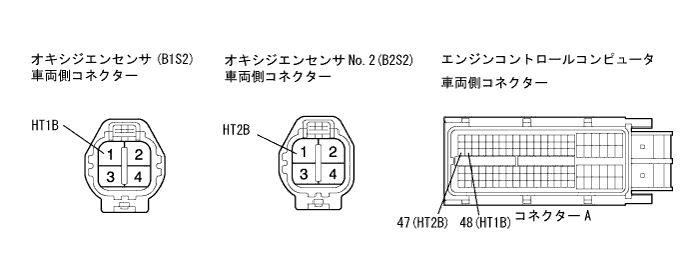 オキシジエンセンサ(B1S2)
車両側コネクター
オキシジエンセンサNo.2(B2S2)
車両側コネクター
エンジンコントロールコンピュータ
車両側コネクター
HT1B
1 2
3 4
HT2B
1 2
3 4
47(HT2B) 48(HT1B)
コネクターA